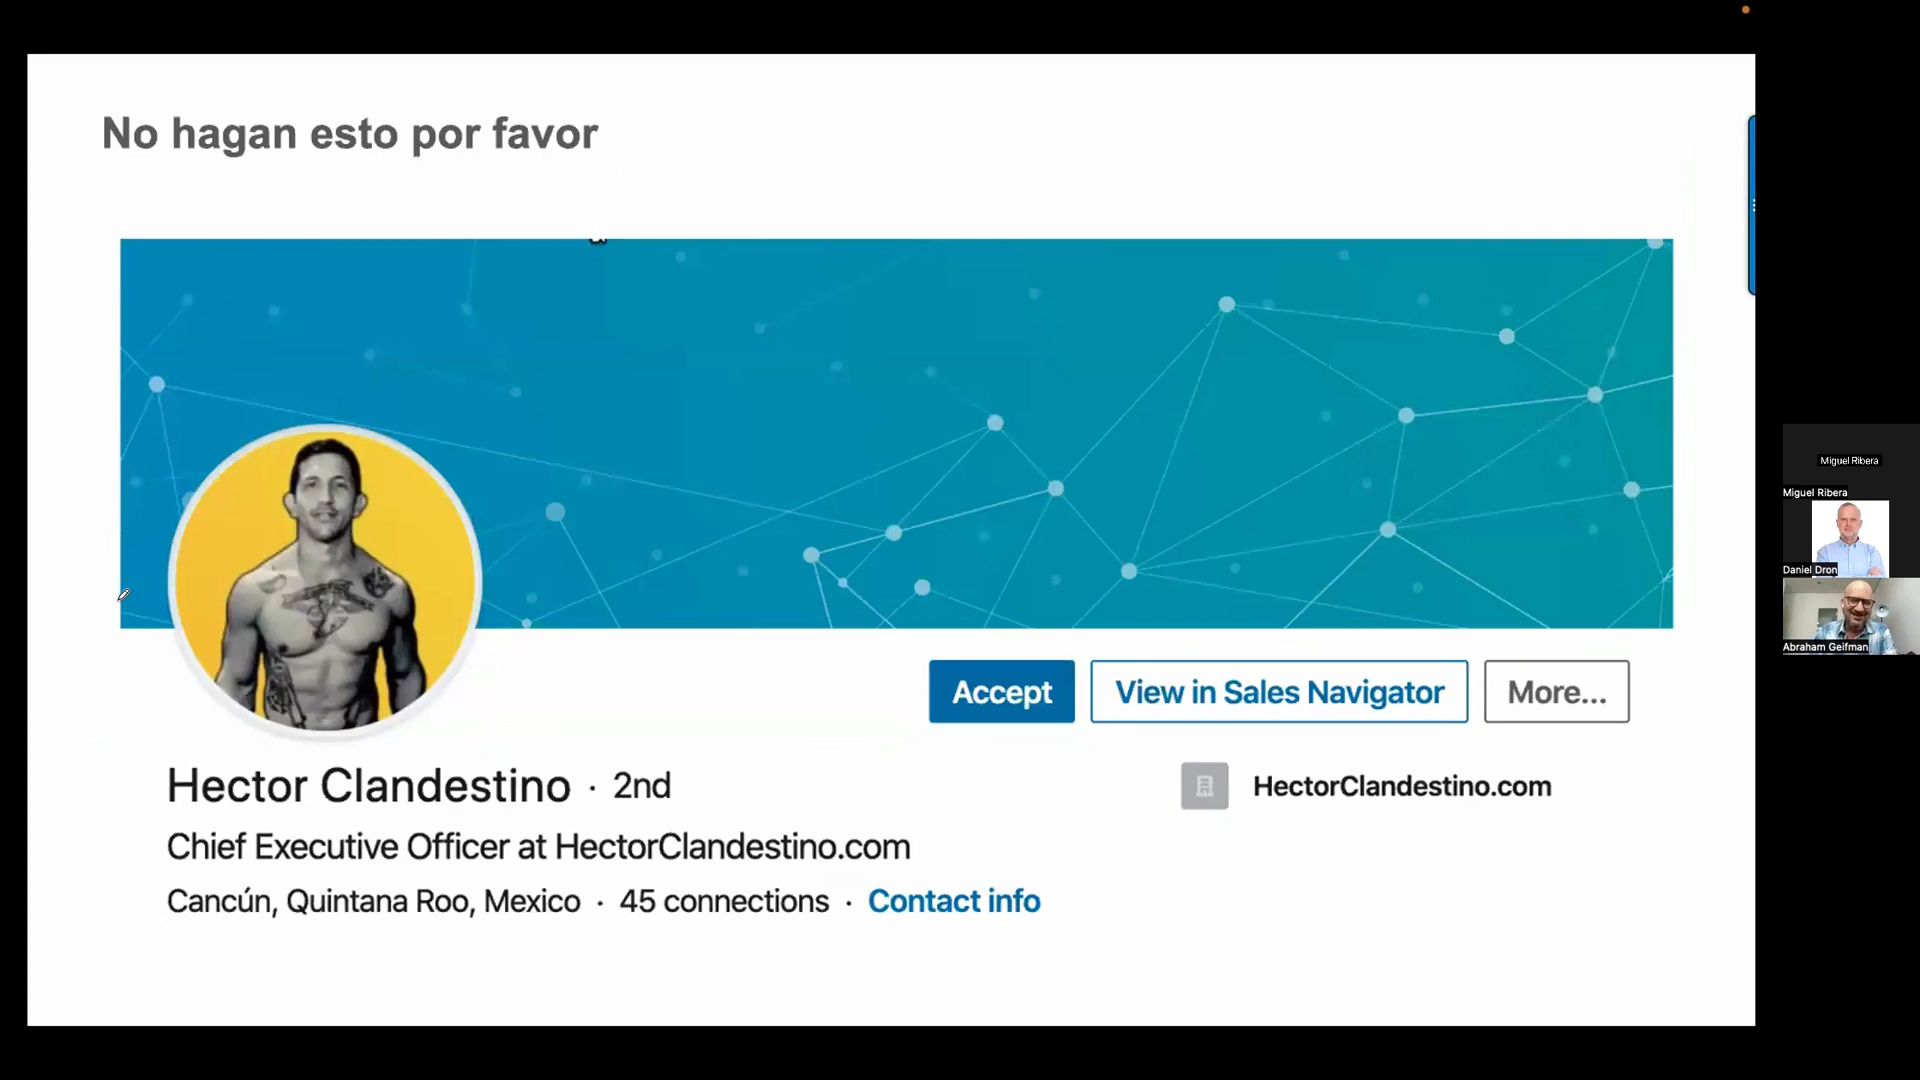 No hagan esto por favor
Accept
View in Sales Navigator
More...
Hector Clandestino · 2nd
HectorClandestino.com
Chief Executive Officer at HectorClandestino.com
Cancún, Quintana Roo, Mexico · 45 connections · Contact info
Miguel Ribera
Miguel Ribera
Daniel Dron
Abraham Geifman